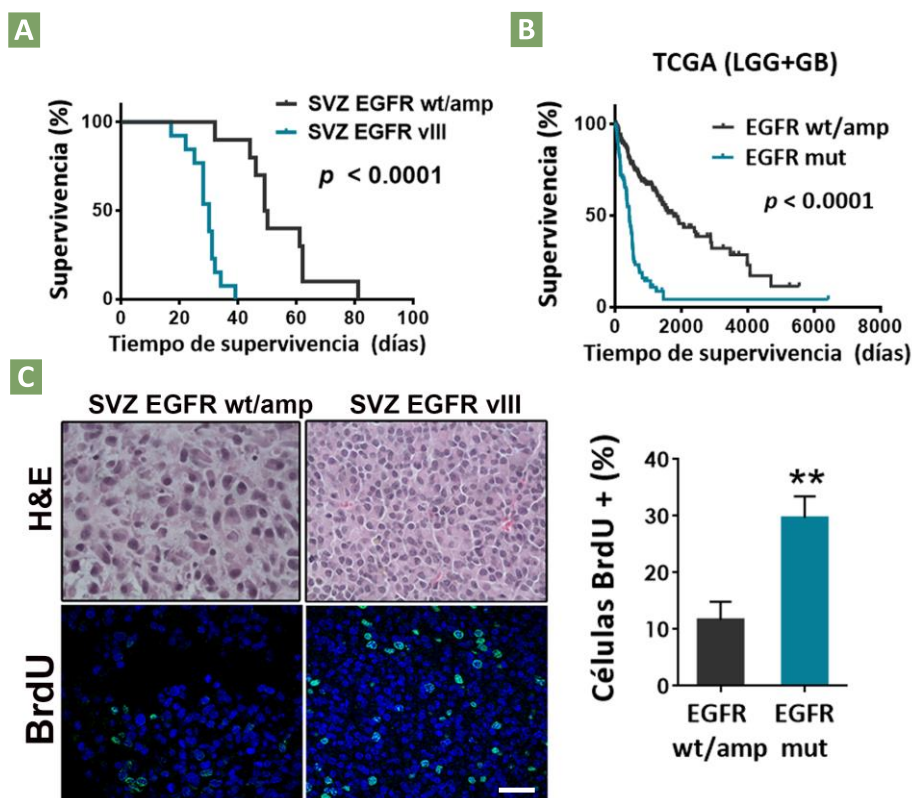 A
Supervivencia (%)
100
50
0
0 20 40 60 80 100
Tiempo de supervivencia (días)
SVZ EGFR wt/amp
SVZ EGFR vIII
p < 0.0001
B
TCGA (LGG+GB)
Supervivencia (%)
100
50
0
0 2000 4000 6000 8000
Tiempo de supervivencia (días)
EGFR wt/amp
EGFR mut
p < 0.0001
C
SVZ EGFR wt/amp SVZ EGFR vIII
H&E
BrdU
Células BrdU + (%)
40
30
20
10
0
**
EGFR EGFR
wt/amp mut